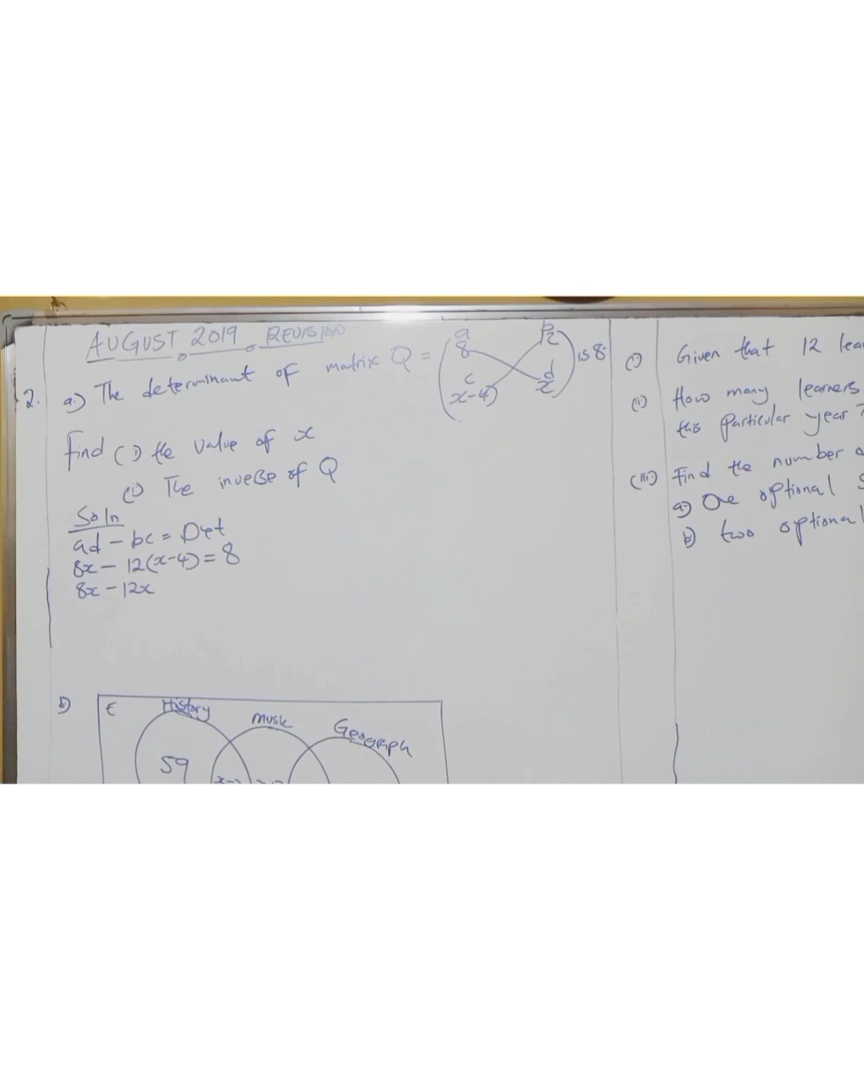 AUGUST 2019 REVISION
2. a) The determinant of matrix Q = (8 12
x-4 x) is 8
a b
c d
Find (i) the value of x
(ii) The inverse of Q
Soln
ad - bc = Det
8x - 12(x-4) = 8
8x - 12x
b) E History Music Geograph
59
(i) Given that 12 lea
(ii) How many learners
this particular year?
(iii) Find the number o
a) One optional S
b) two optional